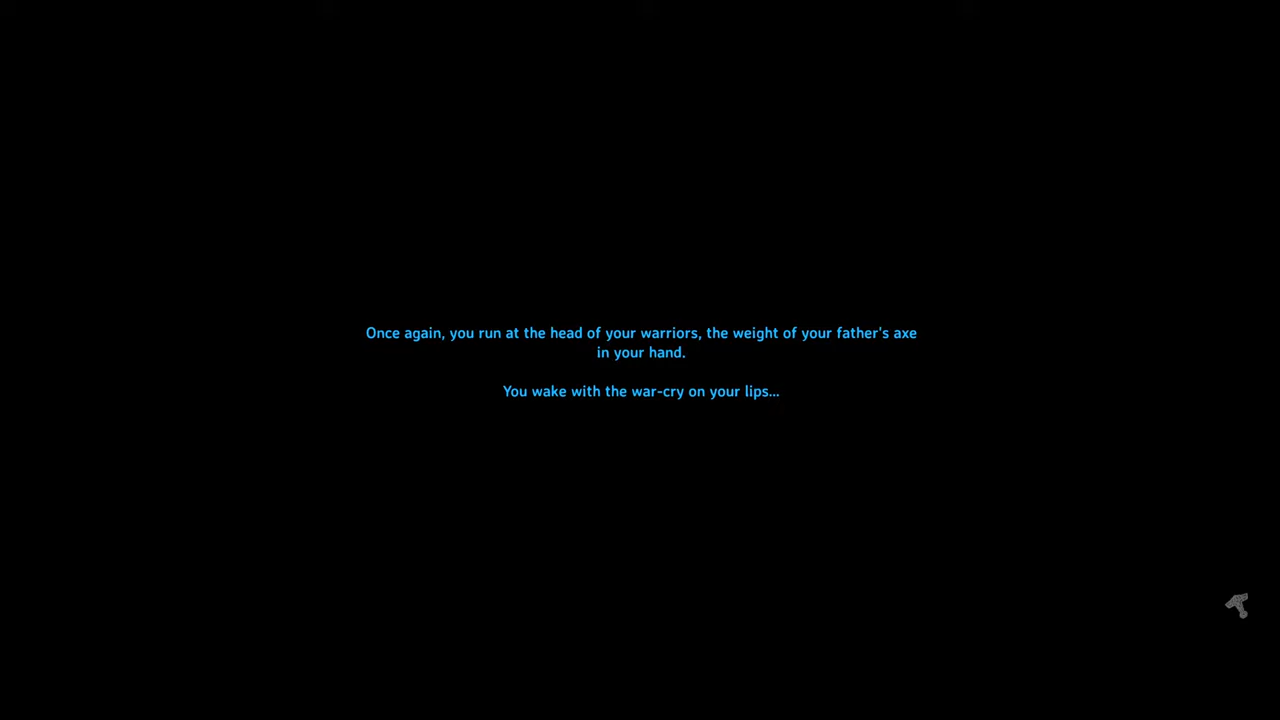 Once again, you run at the head of your warriors, the weight of your father's axe
in your hand.
You wake with the war-cry on your lips...